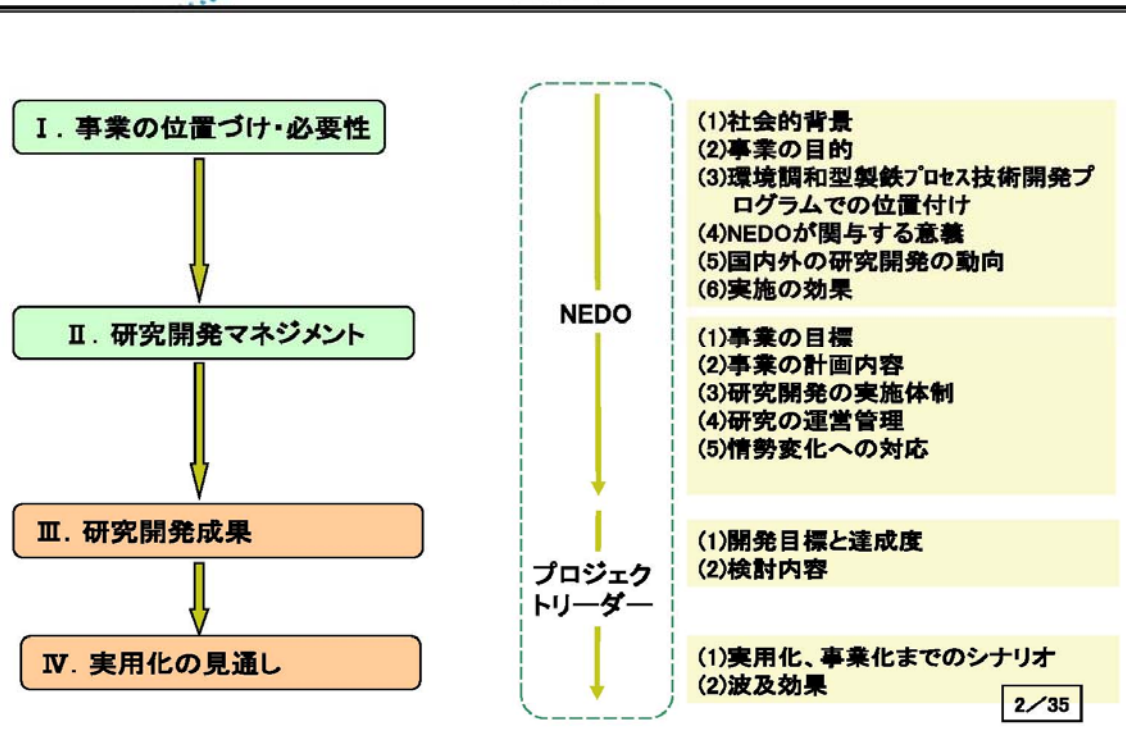 Ⅰ. 事業の位置づけ・必要性
Ⅱ. 研究開発マネジメント
Ⅲ. 研究開発成果
Ⅳ. 実用化の見通し
NEDO
プロジェク
トリーダー
(1)社会的背景
(2)事業の目的
(3)環境調和型製鉄ﾌﾟﾛｾｽ技術開発プ
ログラムでの位置付け
(4)NEDOが関与する意義
(5)国内外の研究開発の動向
(6)実施の効果
(1)事業の目標
(2)事業の計画内容
(3)研究開発の実施体制
(4)研究の運営管理
(5)情勢変化への対応
(1)開発目標と達成度
(2)検討内容
(1)実用化、事業化までのシナリオ
(2)波及効果
2／35